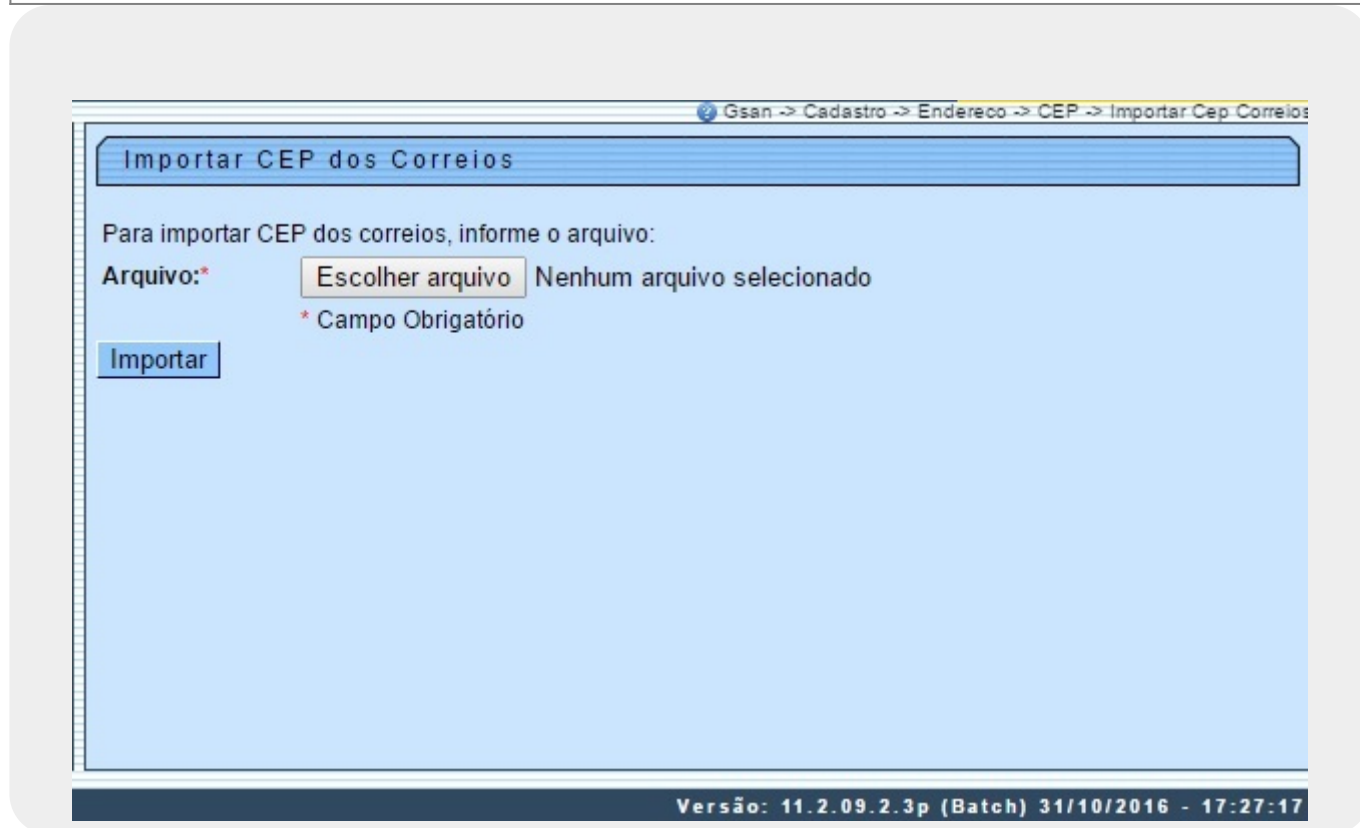 Gsan -> Cadastro -> Endereco -> CEP -> Importar Cep Correios
Importar CEP dos Correios
Para importar CEP dos correios, informe o arquivo:
Arquivo:* Escolher arquivo Nenhum arquivo selecionado
* Campo Obrigatório
Importar
Versão: 11.2.09.2.3p (Batch) 31/10/2016 - 17:27:17